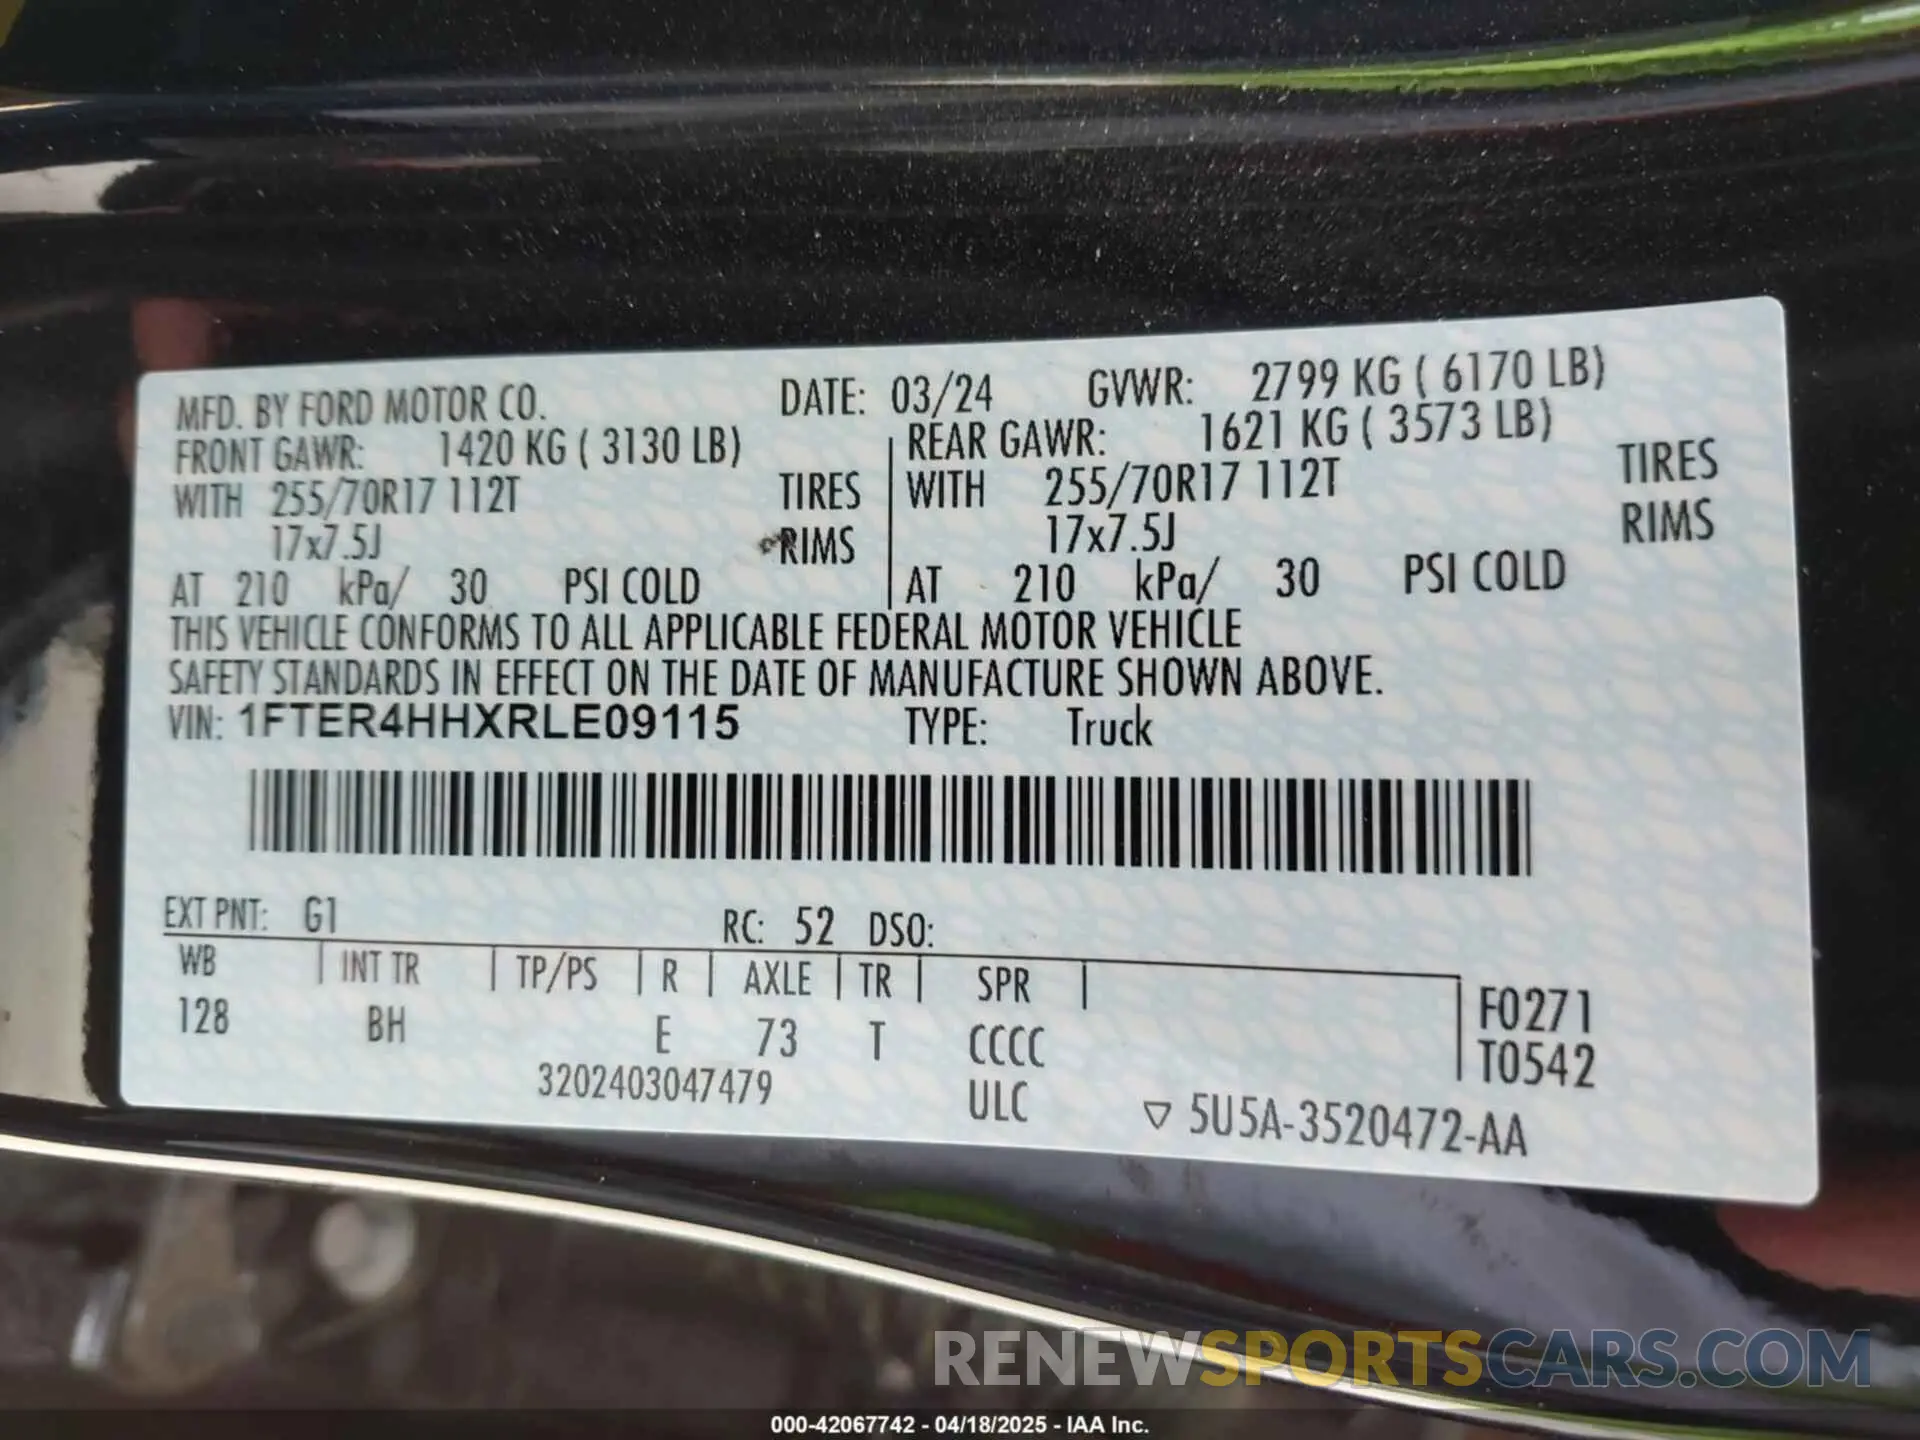 MFD. BY FORD MOTOR CO. DATE: 03/24 GVWR: 2799 KG ( 6170 LB)
FRONT GAWR: 1420 KG ( 3130 LB) REAR GAWR: 1621 KG ( 3573 LB)
WITH 255/70R17 112T TIRES WITH 255/70R17 112T TIRES
17x7.5J RIMS 17x7.5J RIMS
AT 210 kPa/ 30 PSI COLD AT 210 kPa/ 30 PSI COLD
THIS VEHICLE CONFORMS TO ALL APPLICABLE FEDERAL MOTOR VEHICLE
SAFETY STANDARDS IN EFFECT ON THE DATE OF MANUFACTURE SHOWN ABOVE.
VIN: 1FTER4HHXRLE09115 TYPE: Truck
EXT PNT: G1 RC: 52 DSO:
WB INT TR TP/PS R AXLE TR SPR F0271
128 BH E 73 T CCCC T0542
3202403047479 ULC ▽ 5U5A-3520472-AA
RENEWSPORTSCARS.COM
000-42067742 - 04/18/2025 - IAA Inc.